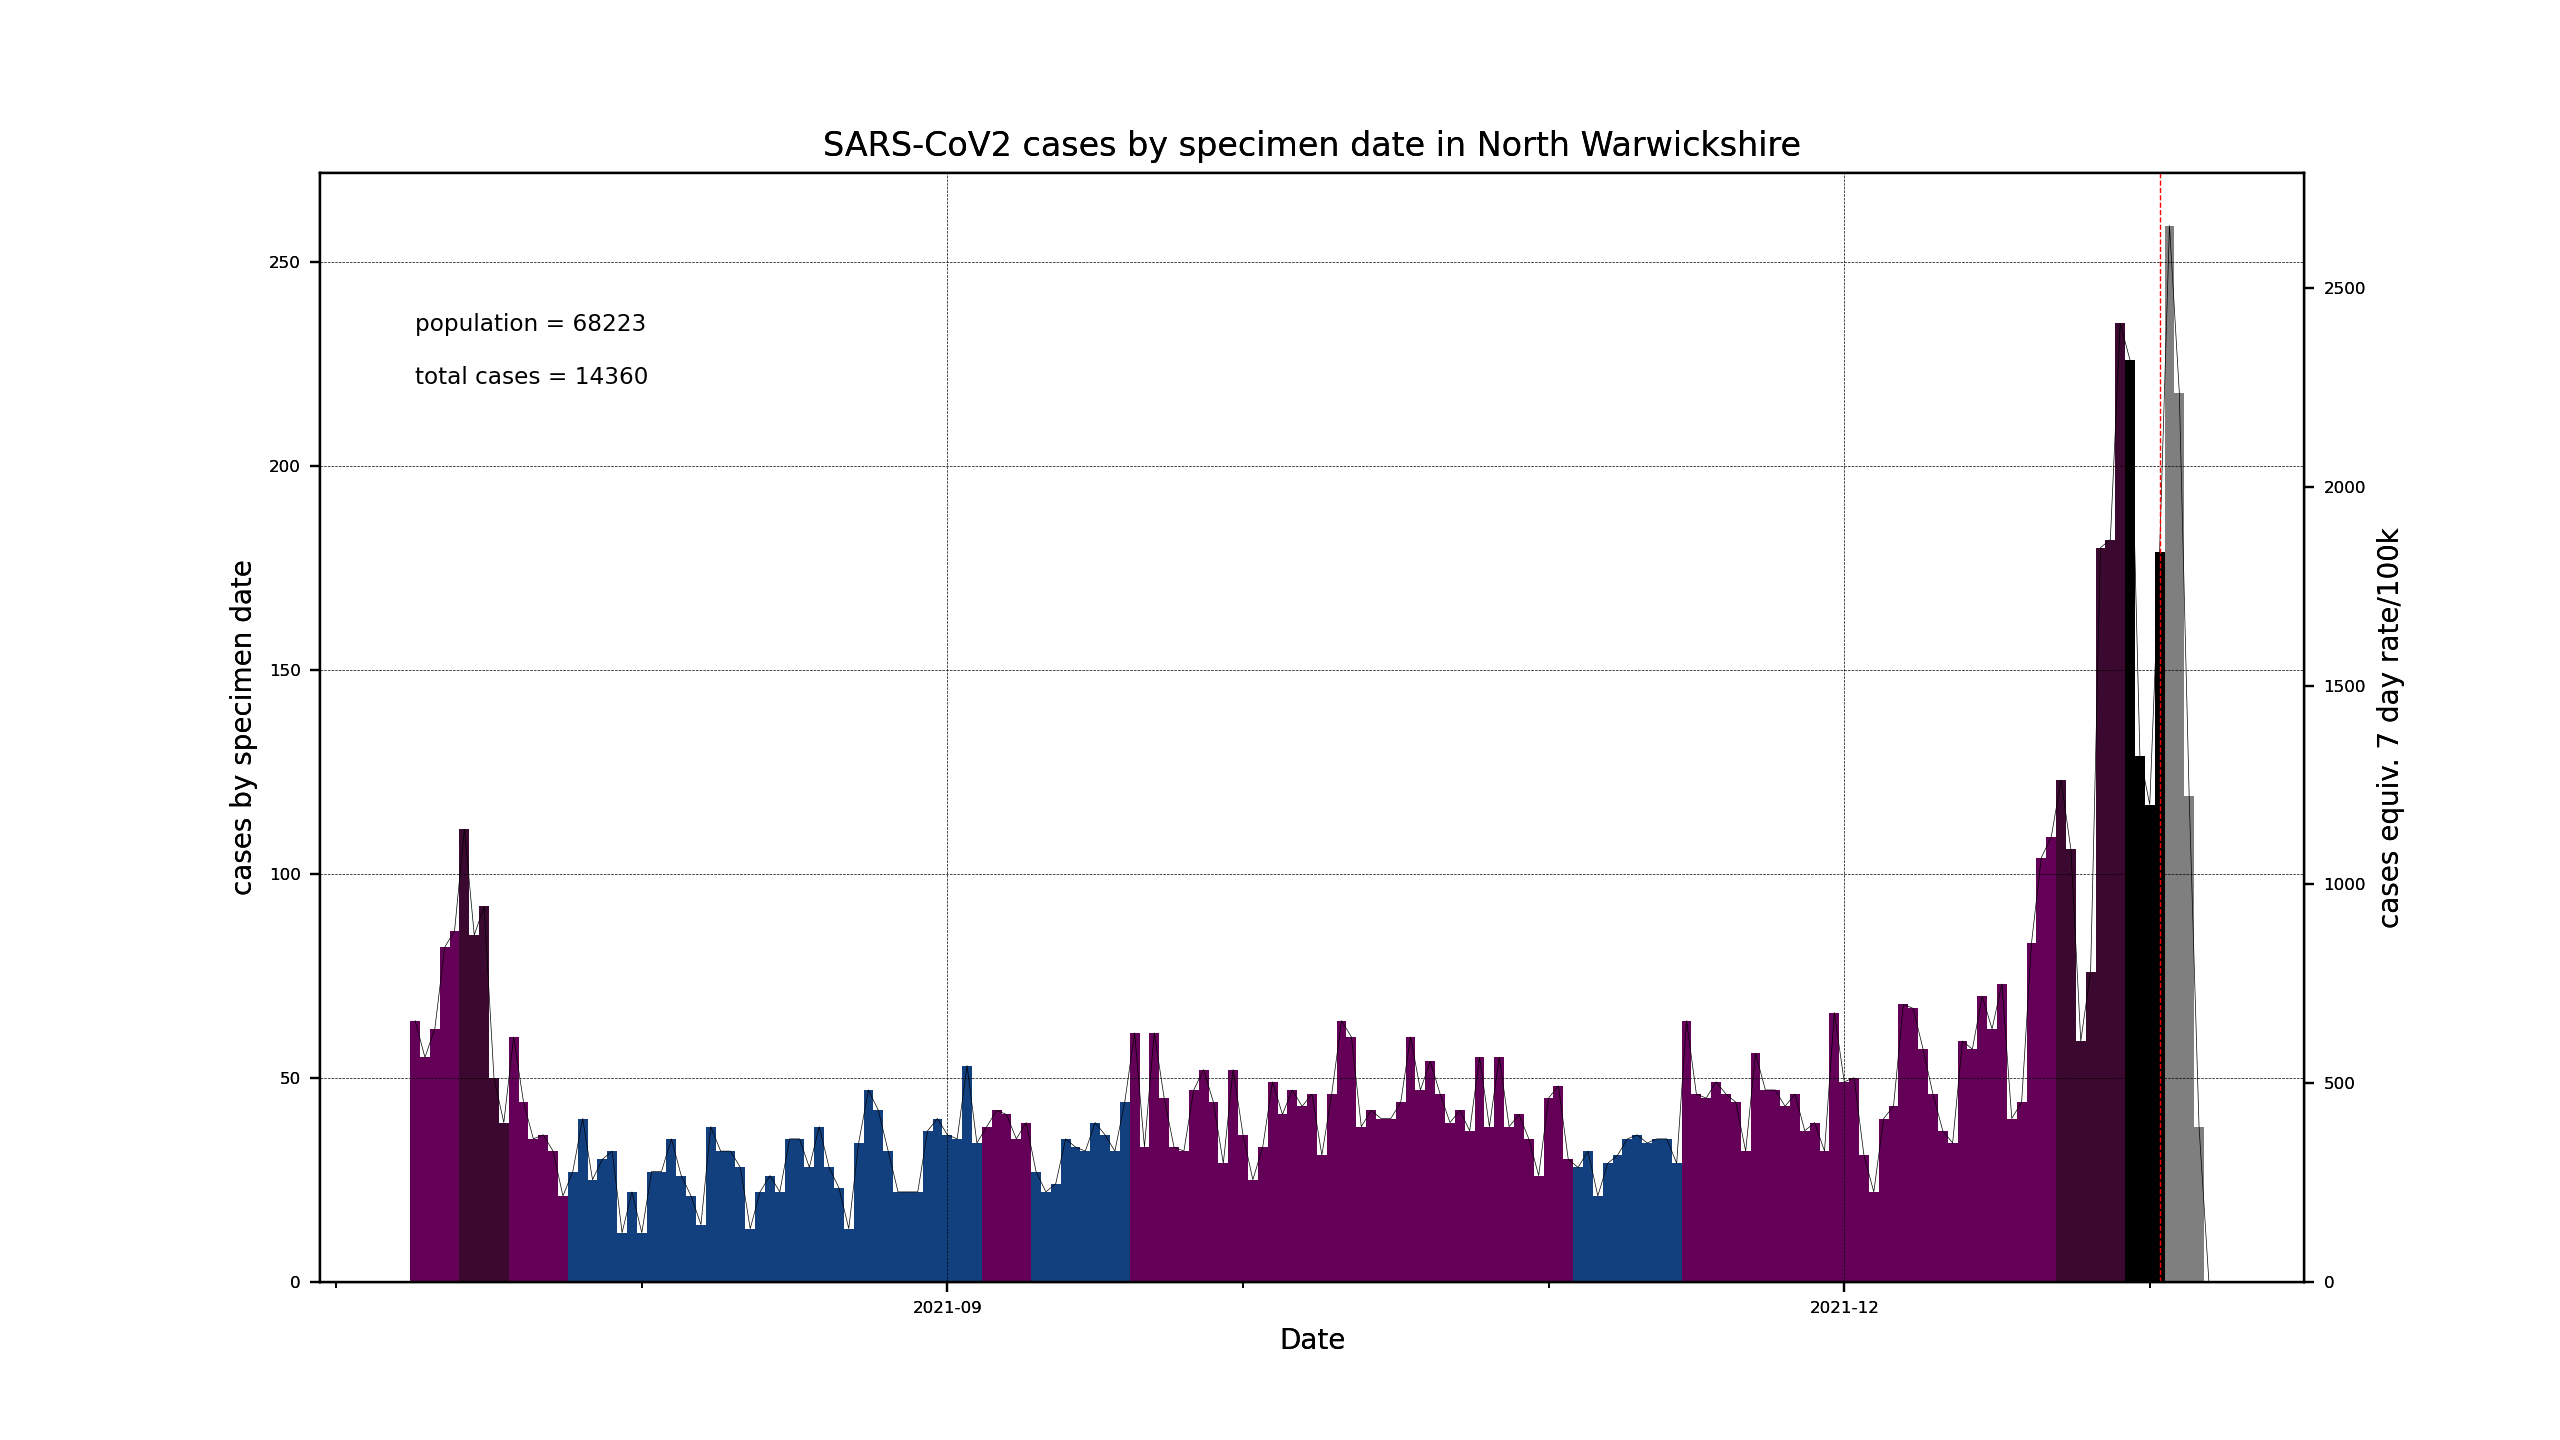 SARS-CoV2 cases by specimen date in North Warwickshire
population = 68223
total cases = 14360
cases by specimen date
250
200
150
100
50
0
2500
2000
1500
1000
500
0
cases equiv. 7 day rate/100k
2021-09
2021-12
Date